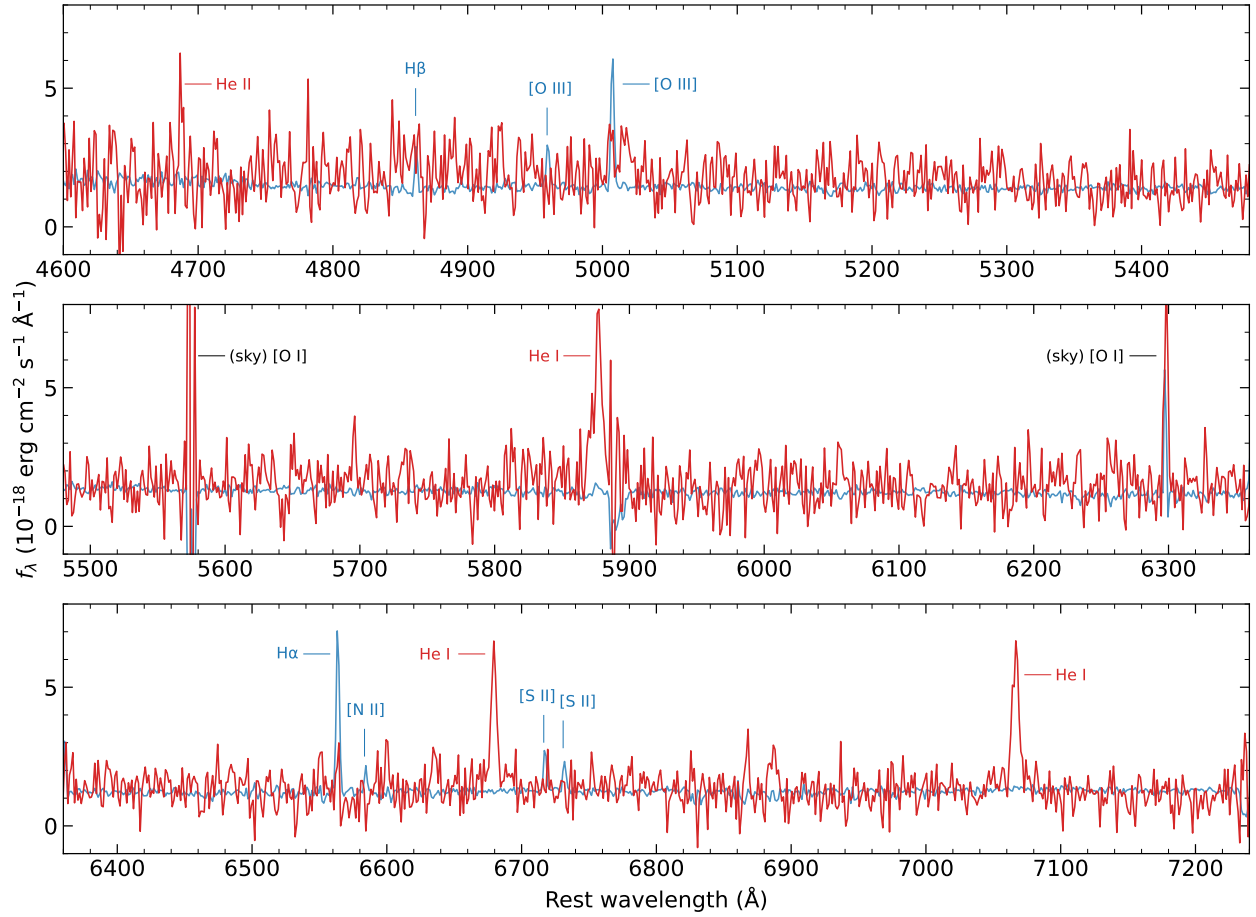 He II
Hβ
[O III]
[O III]
5
0
4600 4700 4800 4900 5000 5100 5200 5300 5400
(sky) [O I]
He I
(sky) [O I]
5
0
5500 5600 5700 5800 5900 6000 6100 6200 6300
fλ (10⁻¹⁸ erg cm⁻² s⁻¹ Å⁻¹)
Hα
[N II]
He I
[S II]
[S II]
He I
5
0
6400 6500 6600 6700 6800 6900 7000 7100 7200
Rest wavelength (Å)